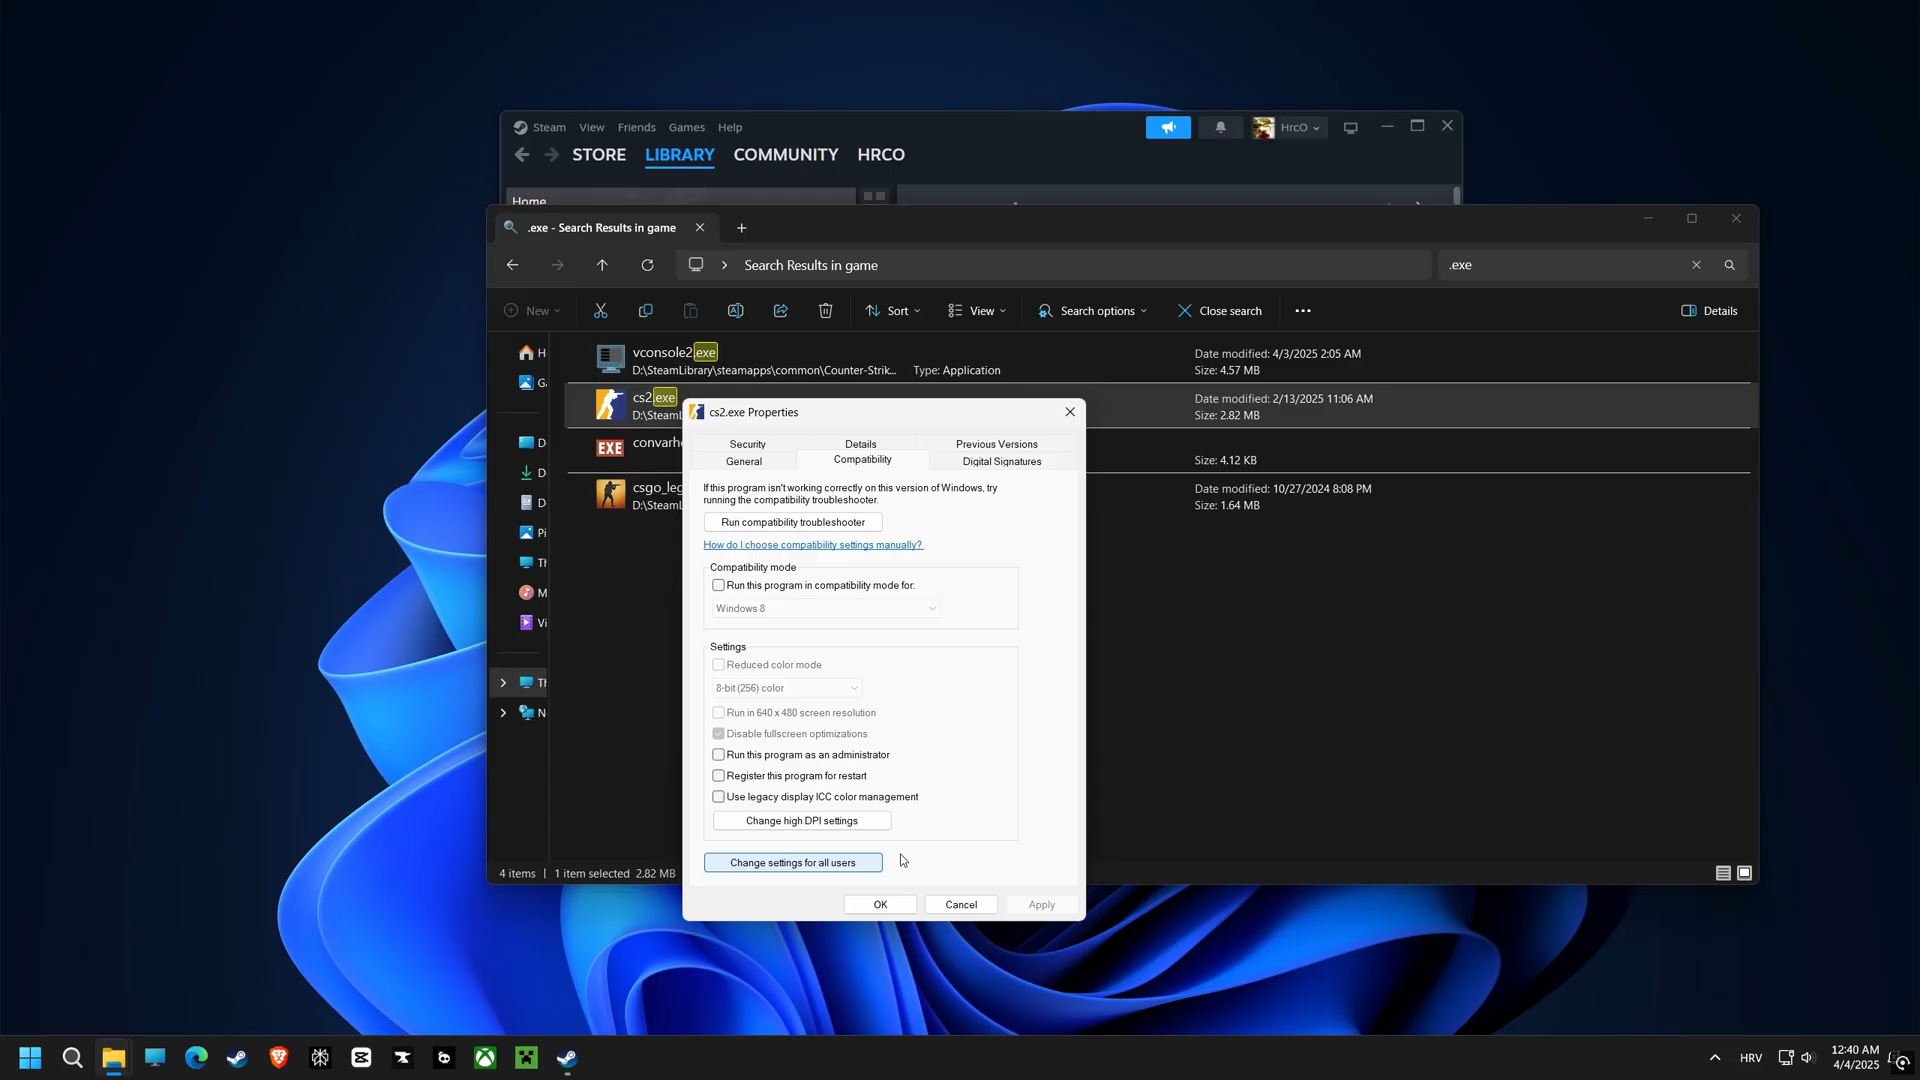 Steam View Friends Games Help
HrcO
STORE LIBRARY COMMUNITY HRCO
Home
.exe - Search Results in game
Search Results in game
.exe
New
Sort
View
Search options
Close search
Details
vconsole2.exe
D:\SteamLibrary\steamapps\common\Counter-Strik...
Type: Application
Date modified: 4/3/2025 2:05 AM
Size: 4.57 MB
cs2.exe
D:\SteamL
Date modified: 2/13/2025 11:06 AM
Size: 2.82 MB
EXE
convarh
Size: 4.12 KB
csgo_leg
D:\SteamL
Date modified: 10/27/2024 8:08 PM
Size: 1.64 MB
H
Ga
D
D
D
Pi
Th
M
Vi
Th
N
4 items | 1 item selected 2.82 MB
cs2.exe Properties
Security Details Previous Versions
General Compatibility Digital Signatures
If this program isn't working correctly on this version of Windows, try
running the compatibility troubleshooter.
Run compatibility troubleshooter
How do I choose compatibility settings manually?
Compatibility mode
Run this program in compatibility mode for:
Windows 8
Settings
Reduced color mode
8-bit (256) color
Run in 640 x 480 screen resolution
Disable fullscreen optimizations
Run this program as an administrator
Register this program for restart
Use legacy display ICC color management
Change high DPI settings
Change settings for all users
OK Cancel Apply
HRV
12:40 AM
4/4/2025